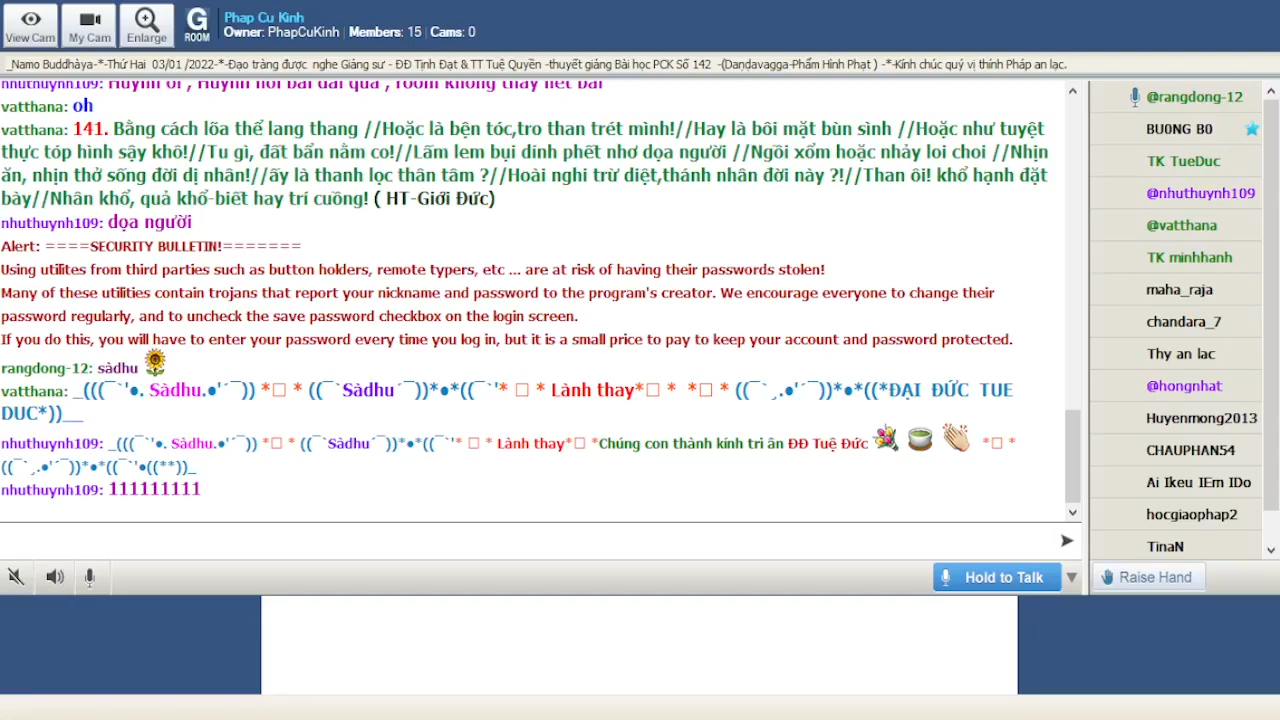 View Cam
My Cam
Enlarge
G
ROOM
Phap Cu Kinh
Owner: PhapCuKinh | Members: 15 | Cams: 0
_Namo Buddhàya-*-Thứ Hai 03/01 /2022-*-Đạo tràng được nghe Giảng sư - ĐĐ Tịnh Đạt & TT Tuệ Quyền -thuyết giảng Bài học PCK Số 142 -(Daṇḍavagga-Phẩm Hình Phạt ) -*-Kính chúc quý vị thính Pháp an lạc.
nhuthuynh109: Huynh ơi , Huynh nói bài dài quá , room không thấy hết bài
vatthana: oh
vatthana: 141. Bằng cách lõa thể lang thang //Hoặc là bện tóc,tro than trét mình!//Hay là bôi mặt bùn sình //Hoặc như tuyệt
thực tóp hình sậy khô!//Tu gì, đất bẩn nằm co!//Lấm lem bụi dính phết nhơ dọa người //Ngồi xổm hoặc nhảy loi choi //Nhịn
ăn, nhịn thở sống đời dị nhân!//ấy là thanh lọc thân tâm ?//Hoài nghi trừ diệt,thánh nhân đời này ?!//Than ôi! khổ hạnh đặt
bày//Nhân khổ, quả khổ-biết hay trí cuồng! ( HT-Giới Đức)
nhuthuynh109: dọa người
Alert: ====SECURITY BULLETIN!=======
Using utilites from third parties such as button holders, remote typers, etc ... are at risk of having their passwords stolen!
Many of these utilities contain trojans that report your nickname and password to the program's creator. We encourage everyone to change their
password regularly, and to uncheck the save password checkbox on the login screen.
If you do this, you will have to enter your password every time you log in, but it is a small price to pay to keep your account and password protected.
rangdong-12: sàdhu
vatthana: _(((¯`'●. Sàdhu.●'´¯)) *□ * ((¯`Sàdhu´¯))*●*((¯`'* □ * Lành thay*□ * *□ * ((¯`¸.●'´¯))*●*((*ĐẠI ĐỨC TUE
DUC*))__
nhuthuynh109: _(((¯`'●. Sàdhu.●'´¯)) *□ * ((¯`Sàdhu´¯))*●*((¯`'* □ * Lành thay*□ *Chúng con thành kính tri ân ĐĐ Tuệ Đức *□ *
((¯`¸.●'´¯))*●*((¯`'●((**))_
nhuthuynh109: 111111111
Hold to Talk
@rangdong-12
BU0NG B0
TK TueDuc
@nhuthuynh109
@vatthana
TK minhhanh
maha_raja
chandara_7
Thy an lac
@hongnhat
Huyenmong2013
CHAUPHAN54
Ai Ikeu IEm IDo
hocgiaophap2
TinaN
Raise Hand